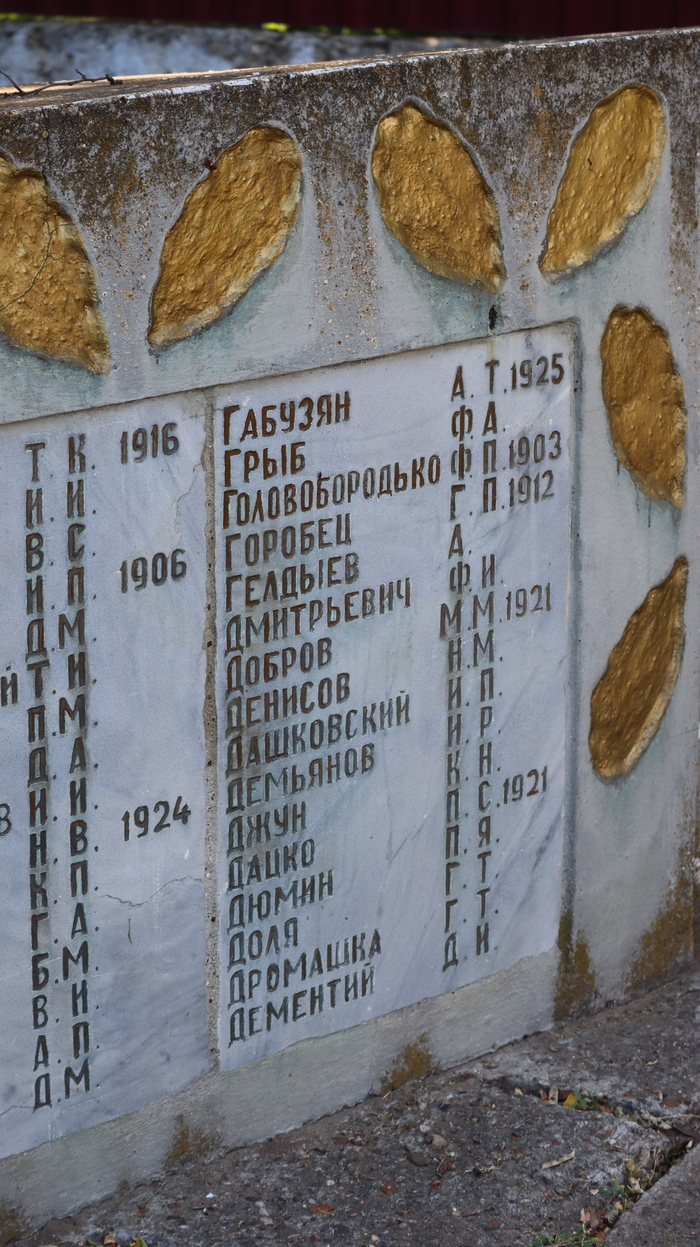 Т. К. 1916
И. И.
В. С.
И. П. 1906
Д. М.
Й Т. И.
П. М.
Д. А.
В И. И.
Н. В. 1924
К. П.
Г. А.
Б. М.
В. И.
А. П.
Д. М.
ГАБУЗЯН А. Т. 1925
ГРЫБ Ф. А.
ГОЛОВОБОРОДЬКО Ф. П. 1903
ГОРОБЕЦ Г. П. 1912
ГЕЛДЫЕВ А.
ДМИТРЬЕВИЧ Ф. И.
ДОБРОВ М. М. 1921
ДЕНИСОВ Н. М.
ДАШКОВСКИЙ И. П.
ДЕМЬЯНОВ И. Р.
ДЖУН К. Н.
ДАЦКО П. С. 1921
ДЮМИН П. Я.
ДОЛЯ Г. Т.
ДРОМАШКА Г. Т.
ДЕМЕНТИЙ Д. И.